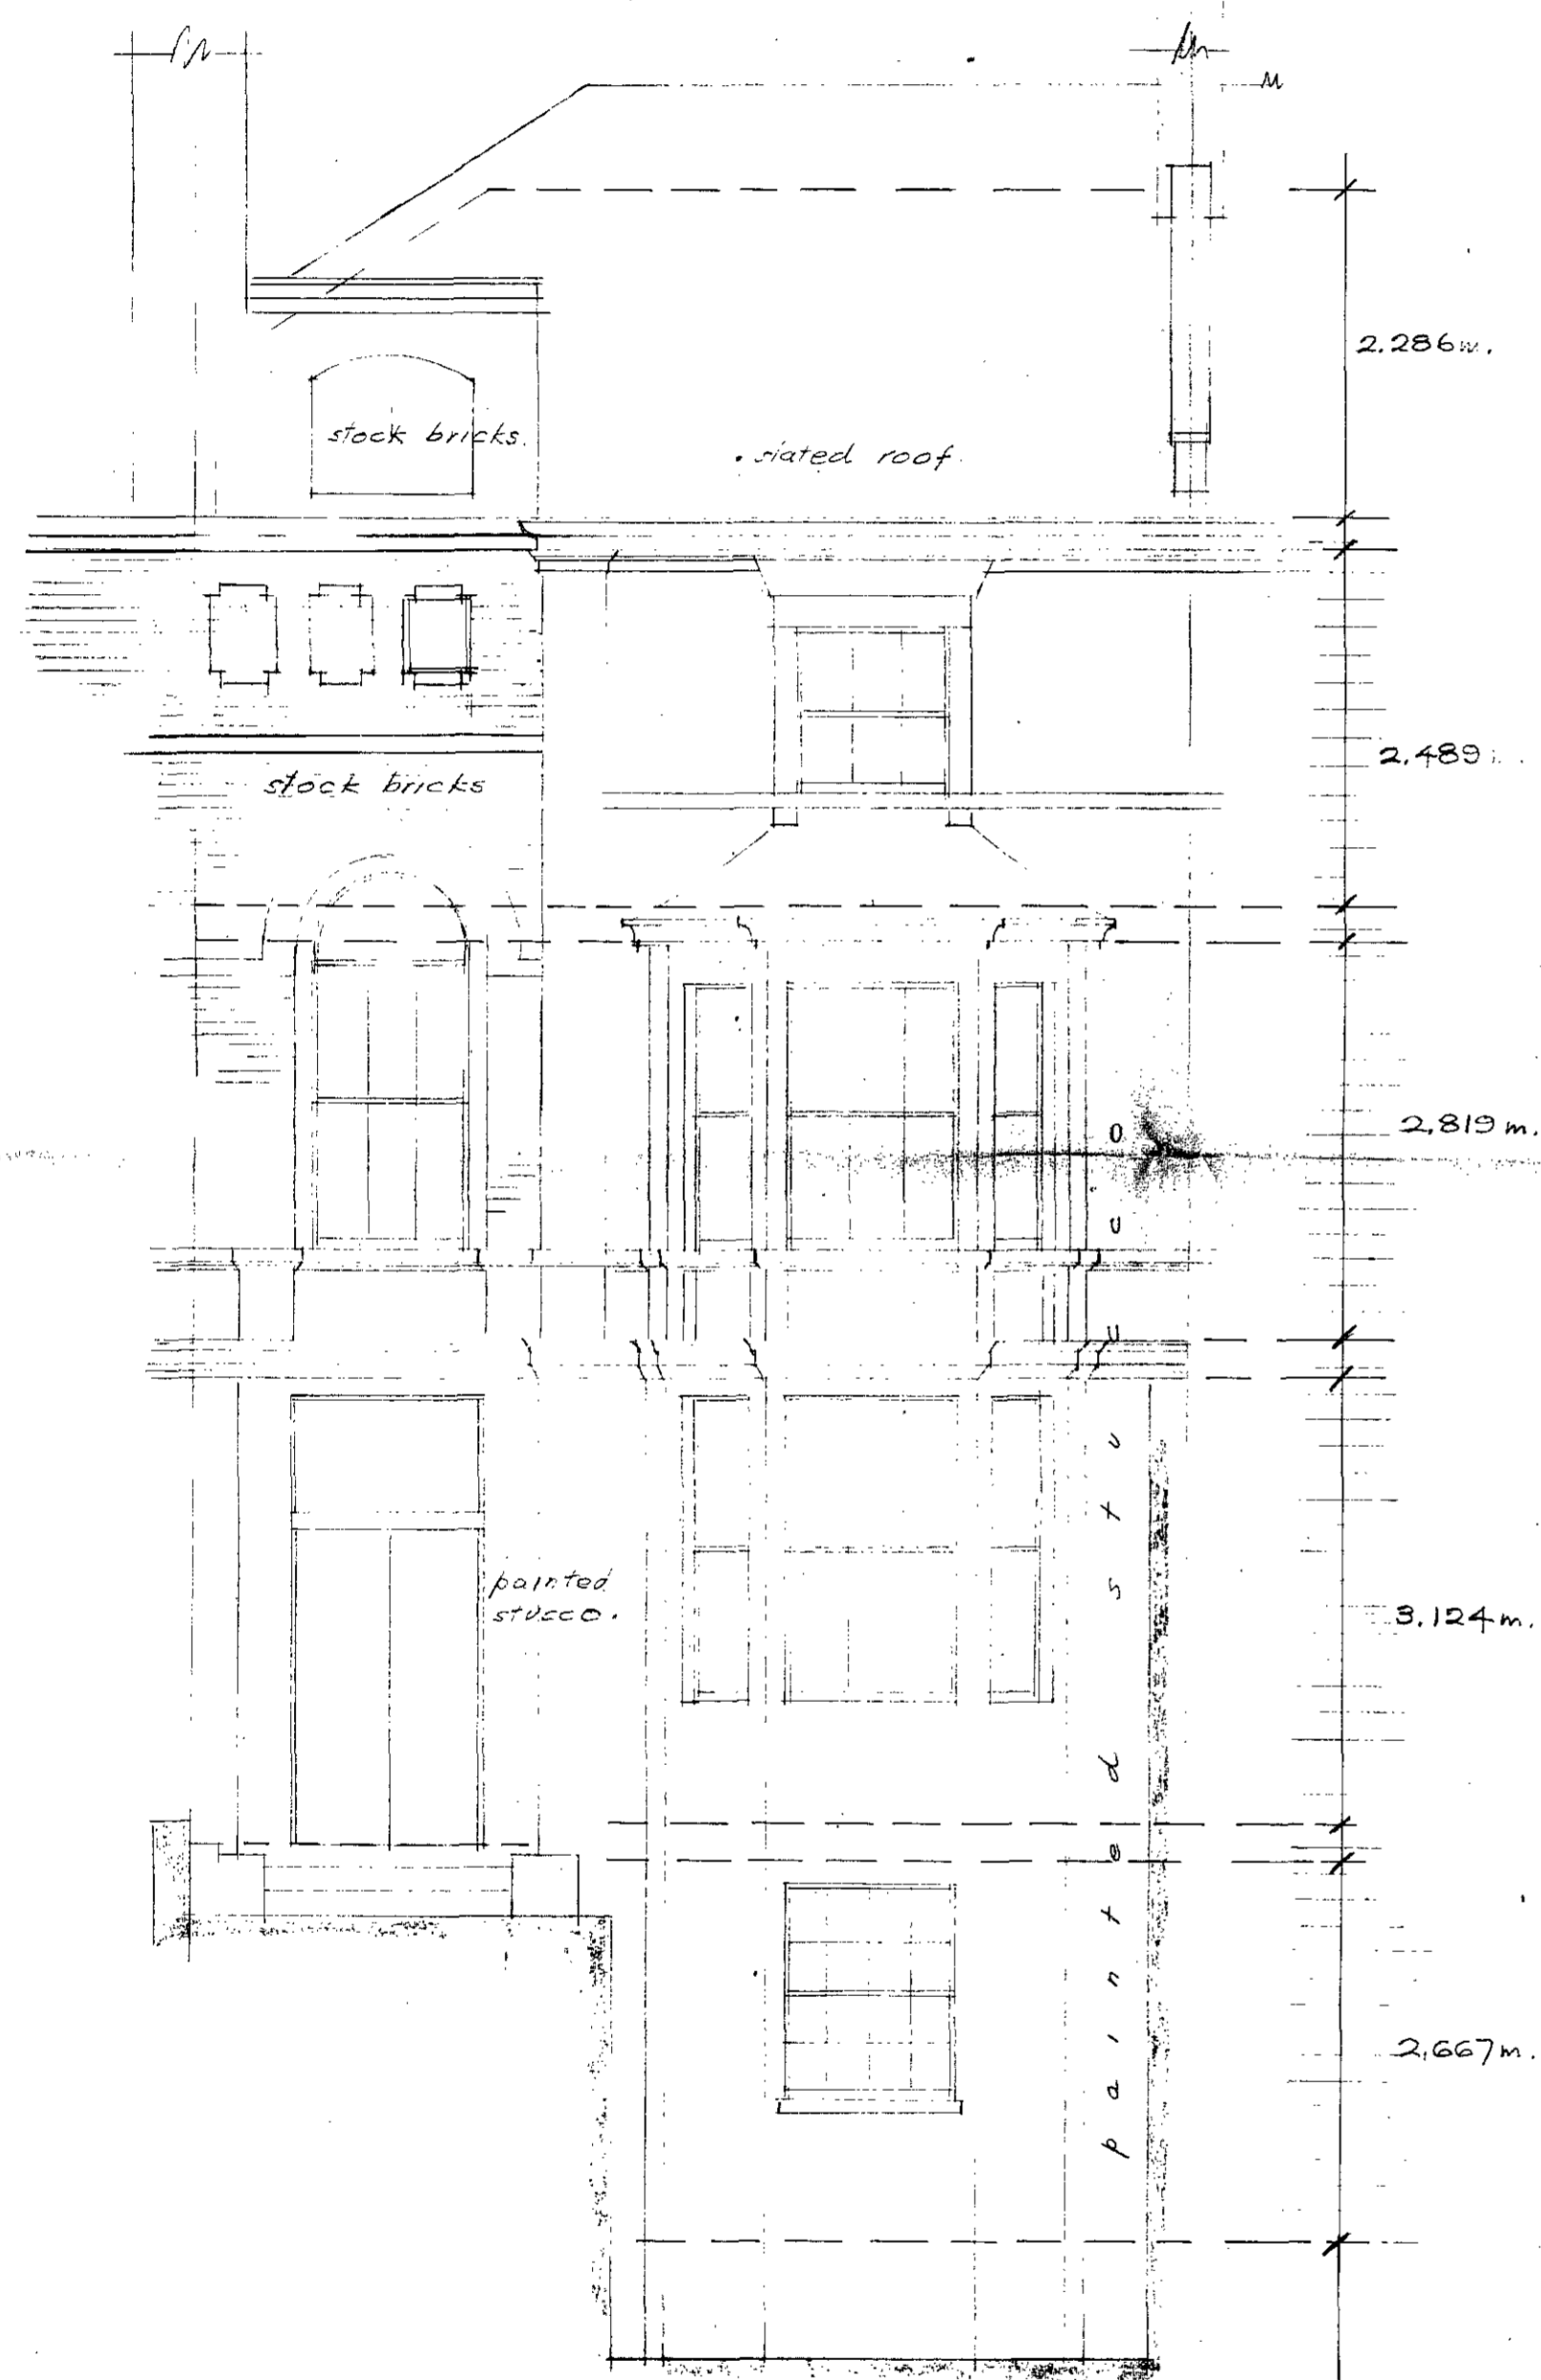 2.286m.
stock bricks.
slated roof.
2.489
stock bricks
2.819 m.
painted stucco
painted
stucco.
3.124m.
2.667m.